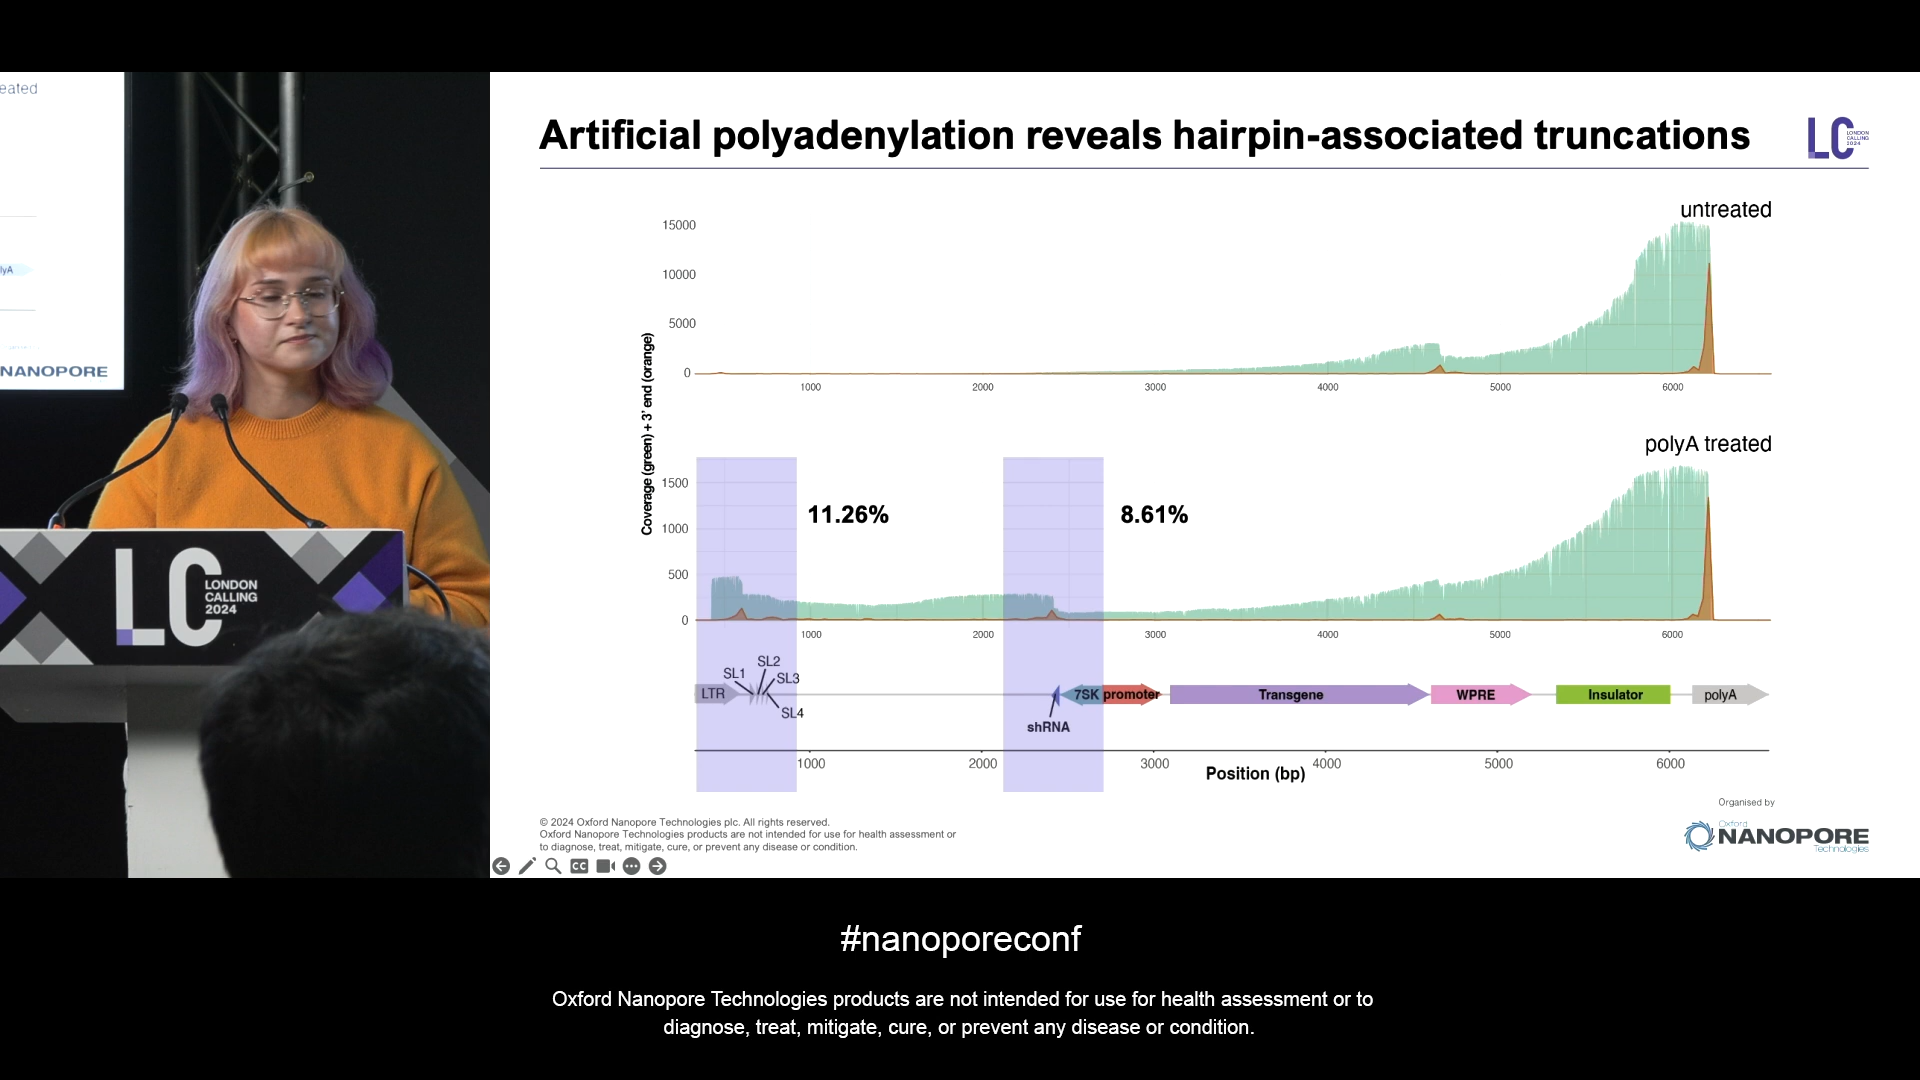 eated
lyA
NANOPORE
LC
LONDON
CALLING
2024
Artificial polyadenylation reveals hairpin-associated truncations
LC
LONDON
CALLING
2024
Coverage (green) + 3' end (orange)
untreated
15000
10000
5000
0
1000 2000 3000 4000 5000 6000
polyA treated
1500
1000
500
0
11.26%
8.61%
1000 2000 3000 4000 5000 6000
LTR
SL1
SL2
SL3
SL4
shRNA
7SK promoter
Transgene
WPRE
Insulator
polyA
1000 2000 3000 4000 5000 6000
Position (bp)
© 2024 Oxford Nanopore Technologies plc. All rights reserved.
Oxford Nanopore Technologies products are not intended for use for health assessment or
to diagnose, treat, mitigate, cure, or prevent any disease or condition.
CC
Organised by
Oxford
NANOPORE
Technologies
#nanoporeconf
Oxford Nanopore Technologies products are not intended for use for health assessment or to
diagnose, treat, mitigate, cure, or prevent any disease or condition.